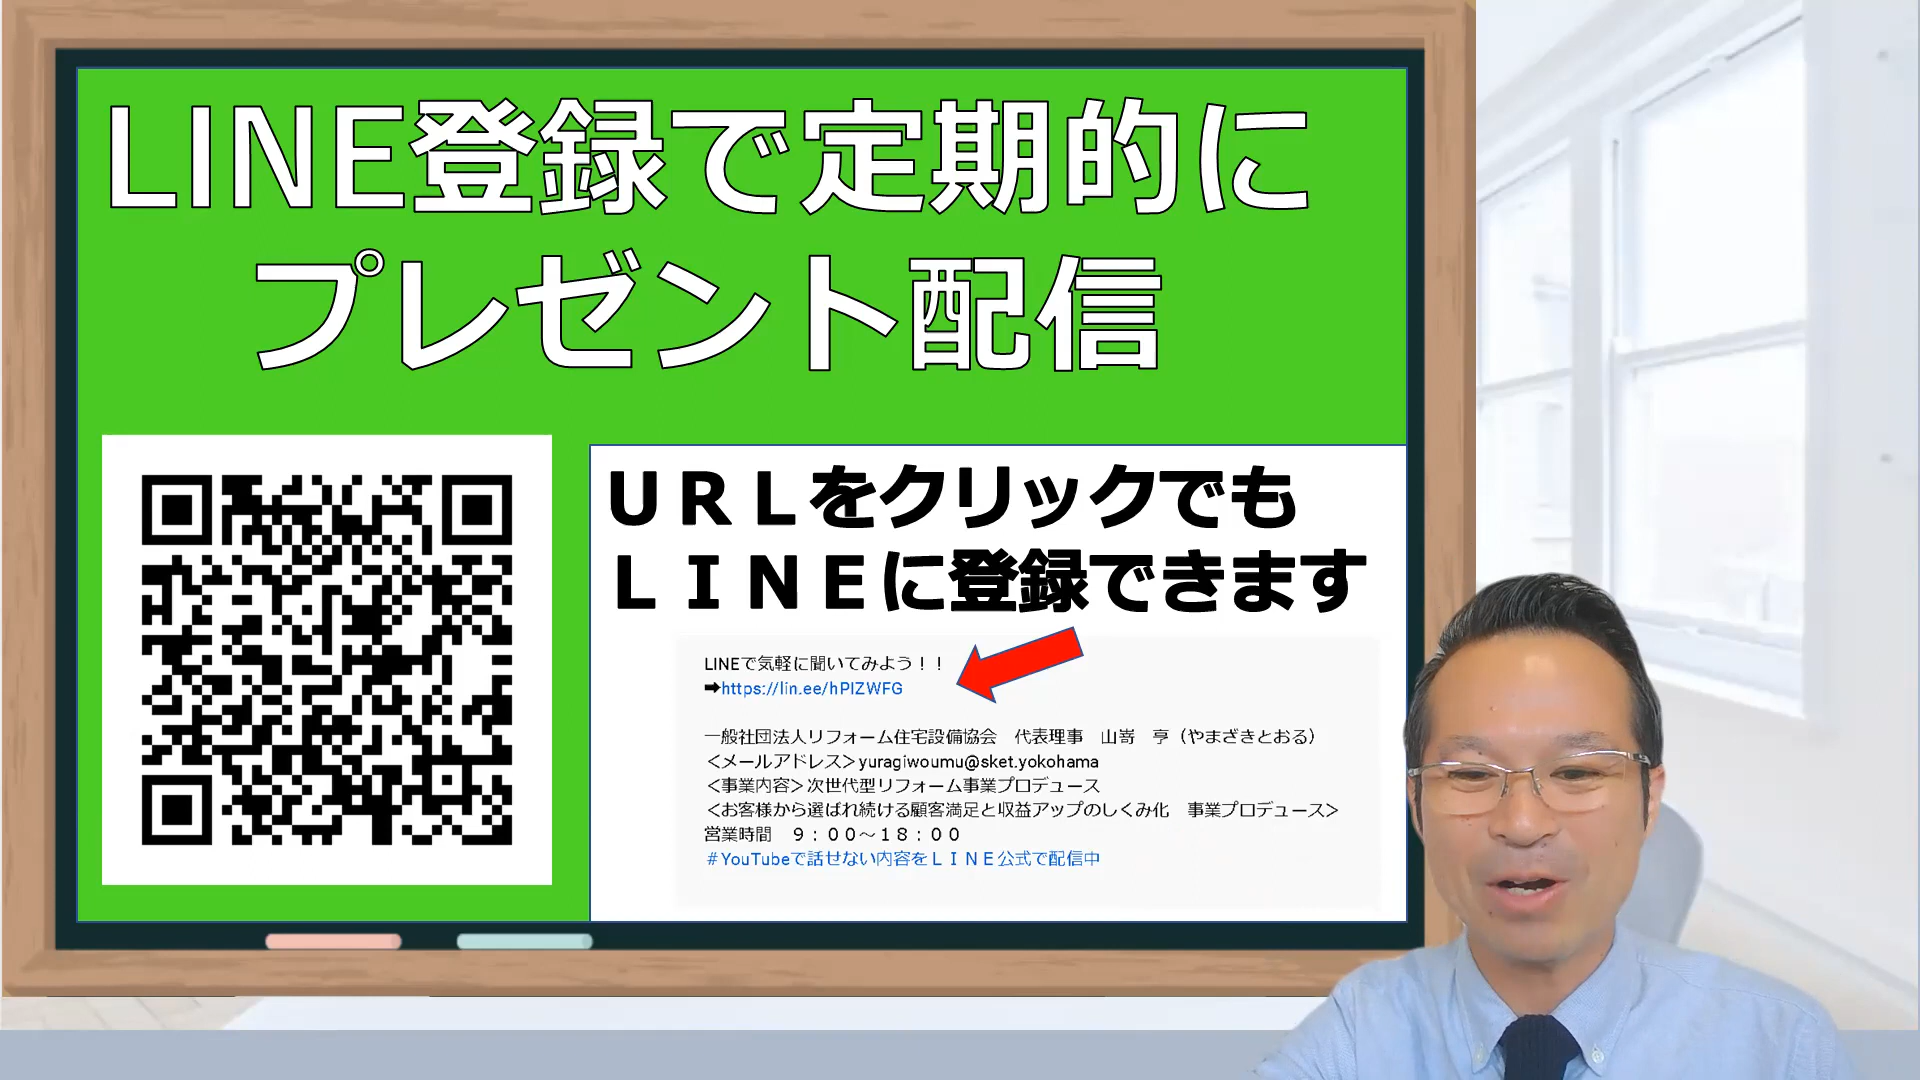 LINE登録で定期的に
プレゼント配信
ＵＲＬをクリックでも
ＬＩＮＥに登録できます
LINEで気軽に聞いてみよう！！
➡https://lin.ee/hPIZWFG
一般社団法人リフォーム住宅設備協会　代表理事　山嵜　亨（やまざきとおる）
＜メールアドレス＞yuragiwoumu@sket.yokohama
＜事業内容＞次世代型リフォーム事業プロデュース
＜お客様から選ばれ続ける顧客満足と収益アップのしくみ化　事業プロデュース＞
営業時間　９：００～１８：００
＃YouTubeで話せない内容をＬＩＮＥ公式で配信中